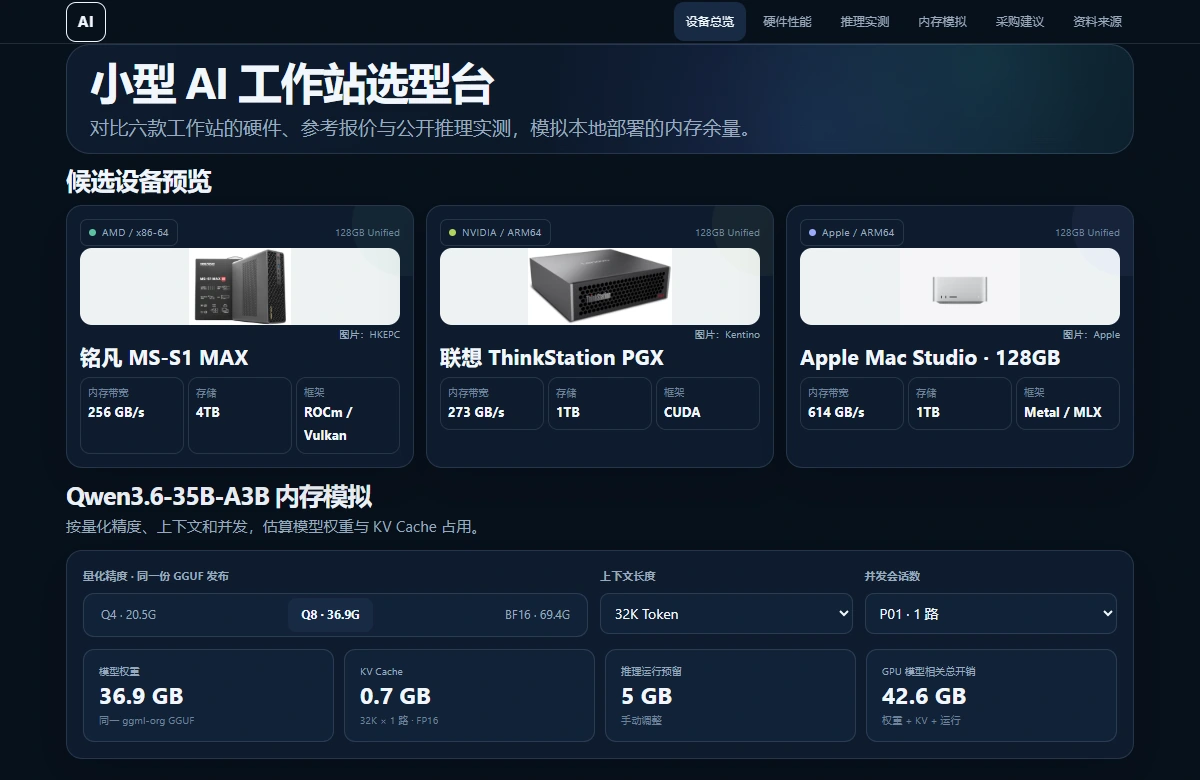 AI
设备总览
硬件性能
推理实测
内存模拟
采购建议
资料来源
小型 AI 工作站选型台
对比六款工作站的硬件、参考报价与公开推理实测，模拟本地部署的内存余量。
候选设备预览
AMD / x86-64
128GB Unified
图片：HKEPC
铭凡 MS-S1 MAX
内存带宽
256 GB/s
存储
4TB
框架
ROCm /
Vulkan
NVIDIA / ARM64
128GB Unified
ThinkStation
图片：Kentino
联想 ThinkStation PGX
内存带宽
273 GB/s
存储
1TB
框架
CUDA
Apple / ARM64
128GB Unified
图片：Apple
Apple Mac Studio · 128GB
内存带宽
614 GB/s
存储
1TB
框架
Metal / MLX
Qwen3.6-35B-A3B 内存模拟
按量化精度、上下文和并发，估算模型权重与 KV Cache 占用。
量化精度 · 同一份 GGUF 发布
Q4 · 20.5G
Q8 · 36.9G
BF16 · 69.4G
上下文长度
32K Token
并发会话数
P01 · 1 路
模型权重
36.9 GB
同一 ggml-org GGUF
KV Cache
0.7 GB
32K × 1 路 · FP16
推理运行预留
5 GB
手动调整
GPU 模型相关总开销
42.6 GB
权重 + KV + 运行